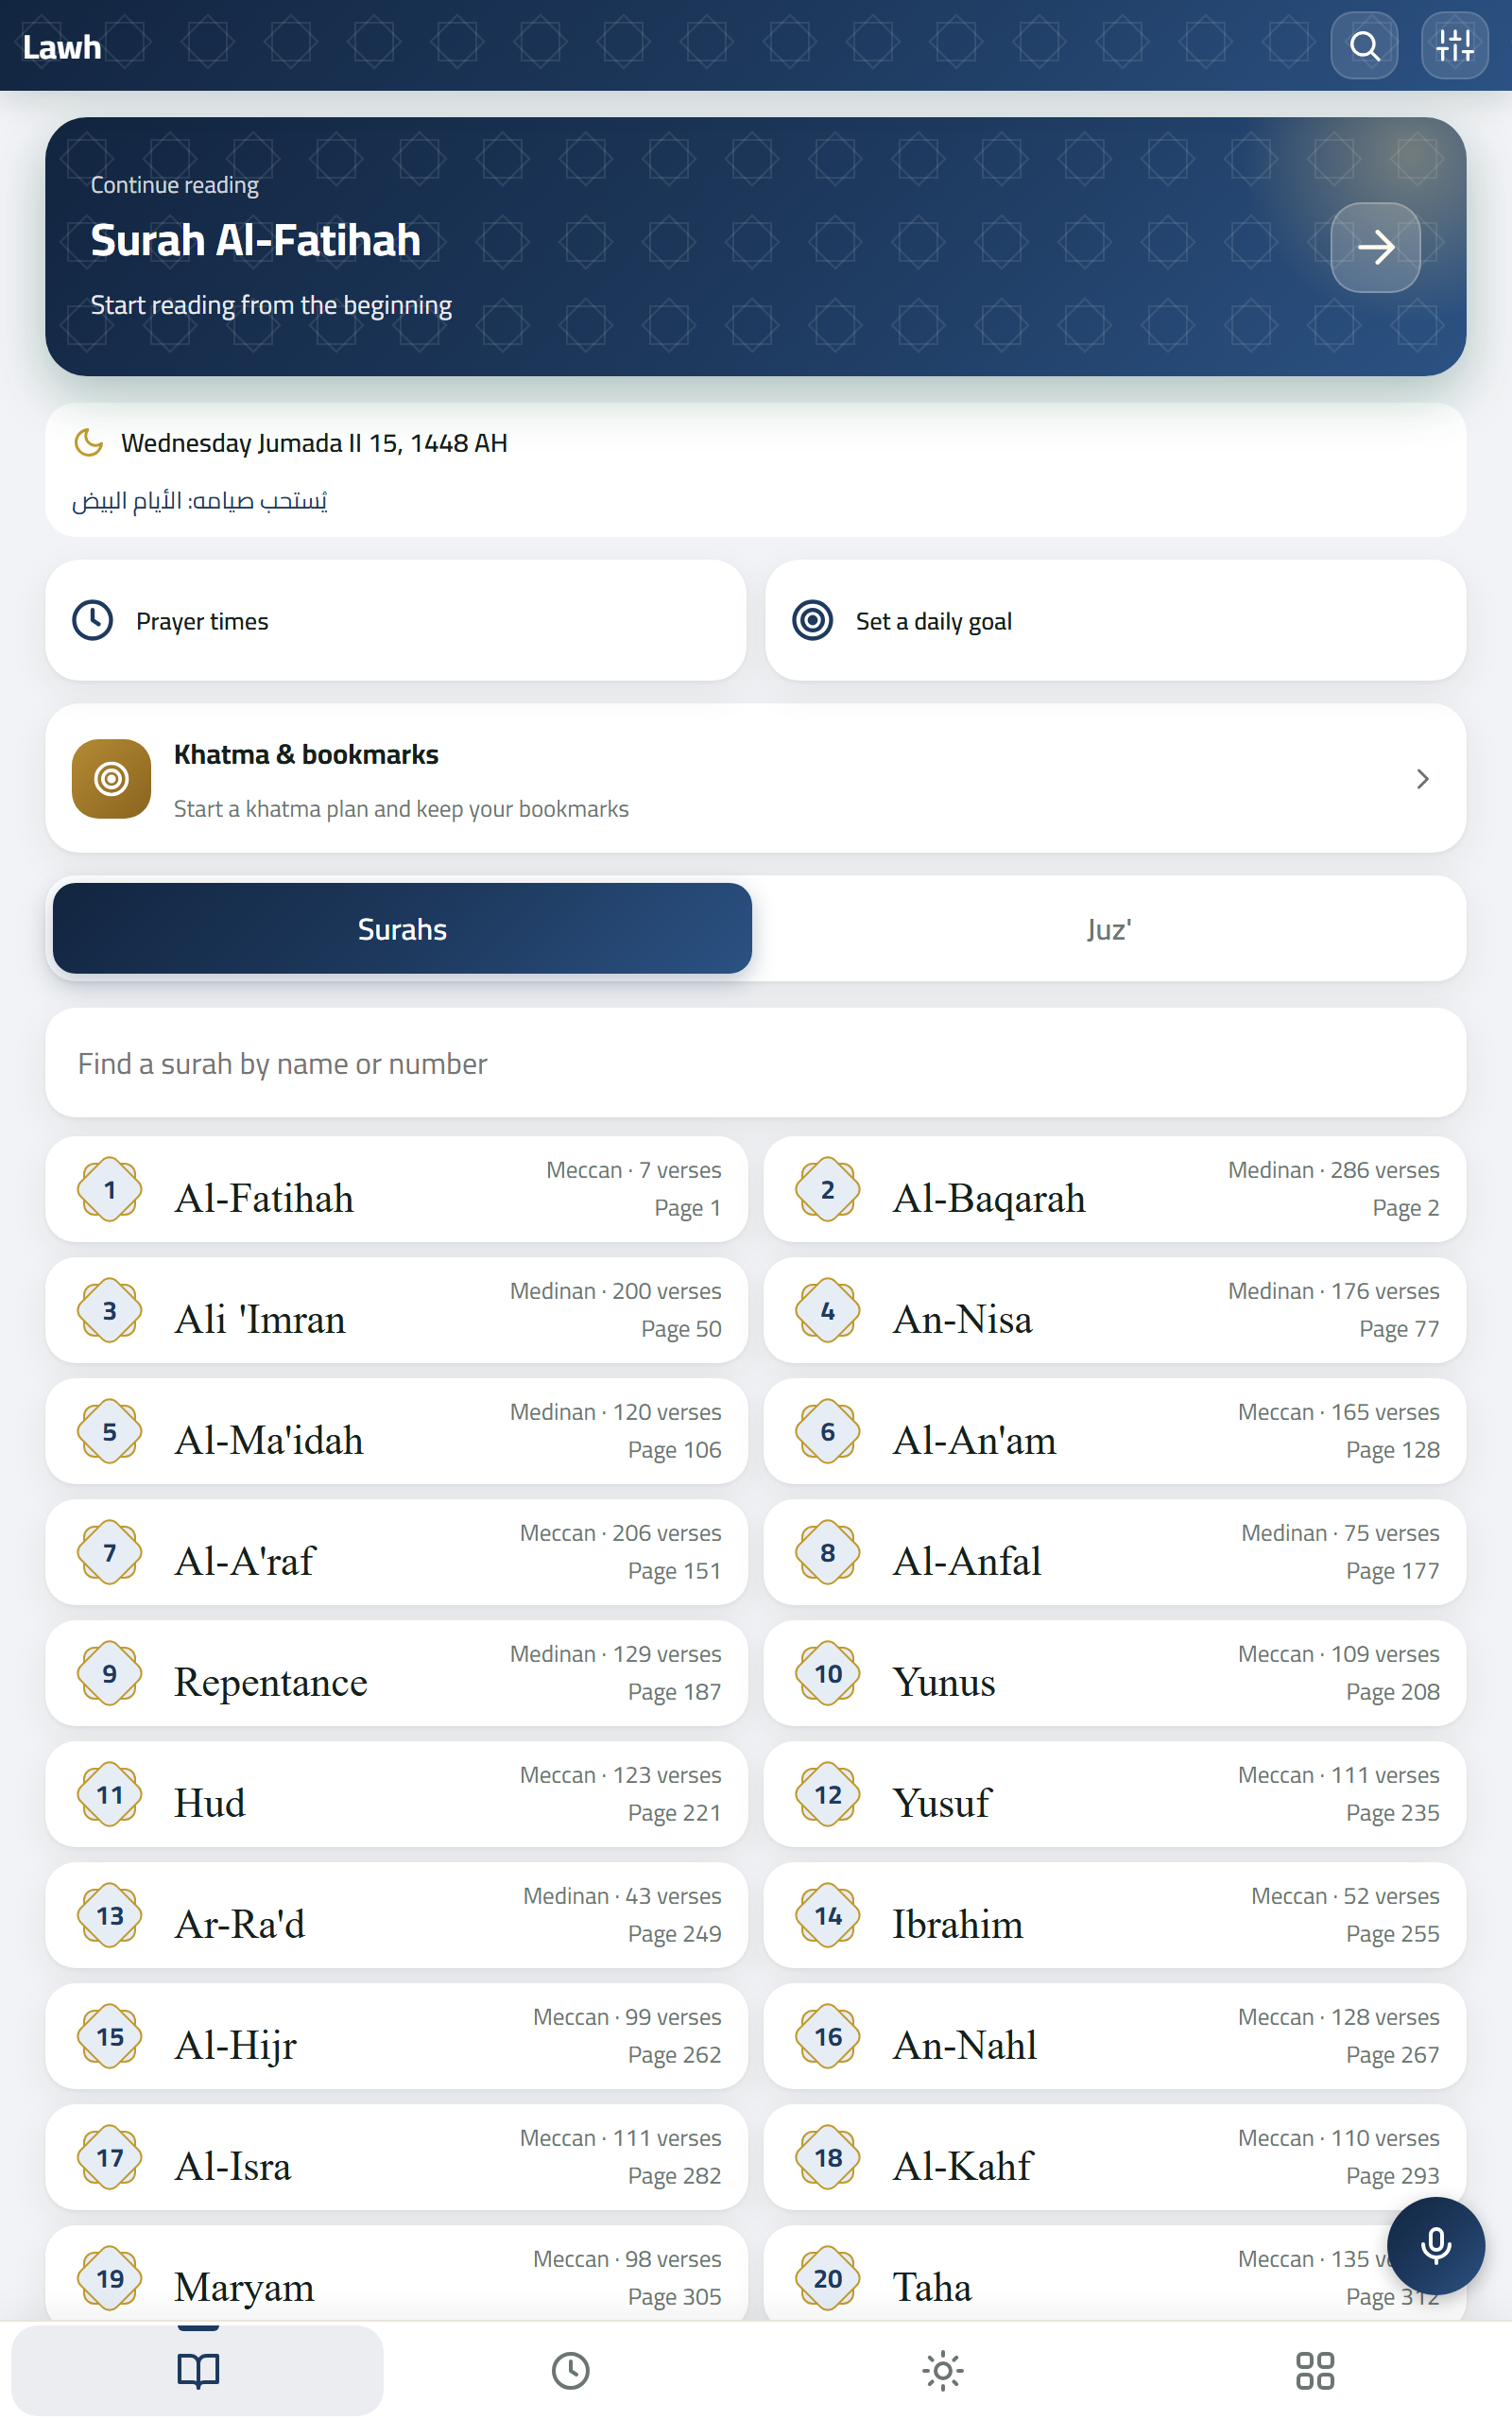 Lawh
Continue reading
Surah Al-Fatihah
Start reading from the beginning
Wednesday Jumada II 15, 1448 AH
يُستحب صيامه: الأيام البيض
Prayer times
Set a daily goal
Khatma & bookmarks
Start a khatma plan and keep your bookmarks
Surahs
Juz'
Find a surah by name or number
1
Al-Fatihah
Meccan · 7 verses
Page 1
2
Al-Baqarah
Medinan · 286 verses
Page 2
3
Ali 'Imran
Medinan · 200 verses
Page 50
4
An-Nisa
Medinan · 176 verses
Page 77
5
Al-Ma'idah
Medinan · 120 verses
Page 106
6
Al-An'am
Meccan · 165 verses
Page 128
7
Al-A'raf
Meccan · 206 verses
Page 151
8
Al-Anfal
Medinan · 75 verses
Page 177
9
Repentance
Medinan · 129 verses
Page 187
10
Yunus
Meccan · 109 verses
Page 208
11
Hud
Meccan · 123 verses
Page 221
12
Yusuf
Meccan · 111 verses
Page 235
13
Ar-Ra'd
Medinan · 43 verses
Page 249
14
Ibrahim
Meccan · 52 verses
Page 255
15
Al-Hijr
Meccan · 99 verses
Page 262
16
An-Nahl
Meccan · 128 verses
Page 267
17
Al-Isra
Meccan · 111 verses
Page 282
18
Al-Kahf
Meccan · 110 verses
Page 293
19
Maryam
Meccan · 98 verses
Page 305
20
Taha
Meccan · 135
Page 312